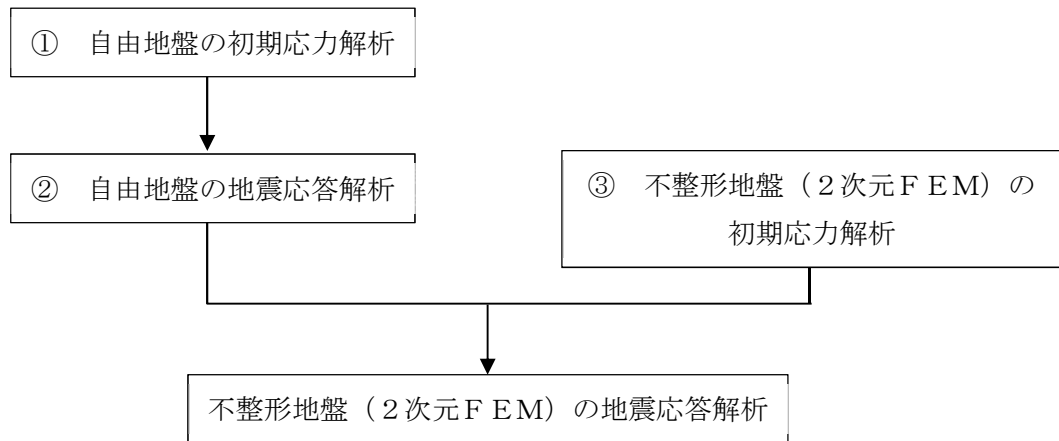 ①　自由地盤の初期応力解析
②　自由地盤の地震応答解析
③　不整形地盤（２次元ＦＥＭ）の
初期応力解析
不整形地盤（２次元ＦＥＭ）の地震応答解析